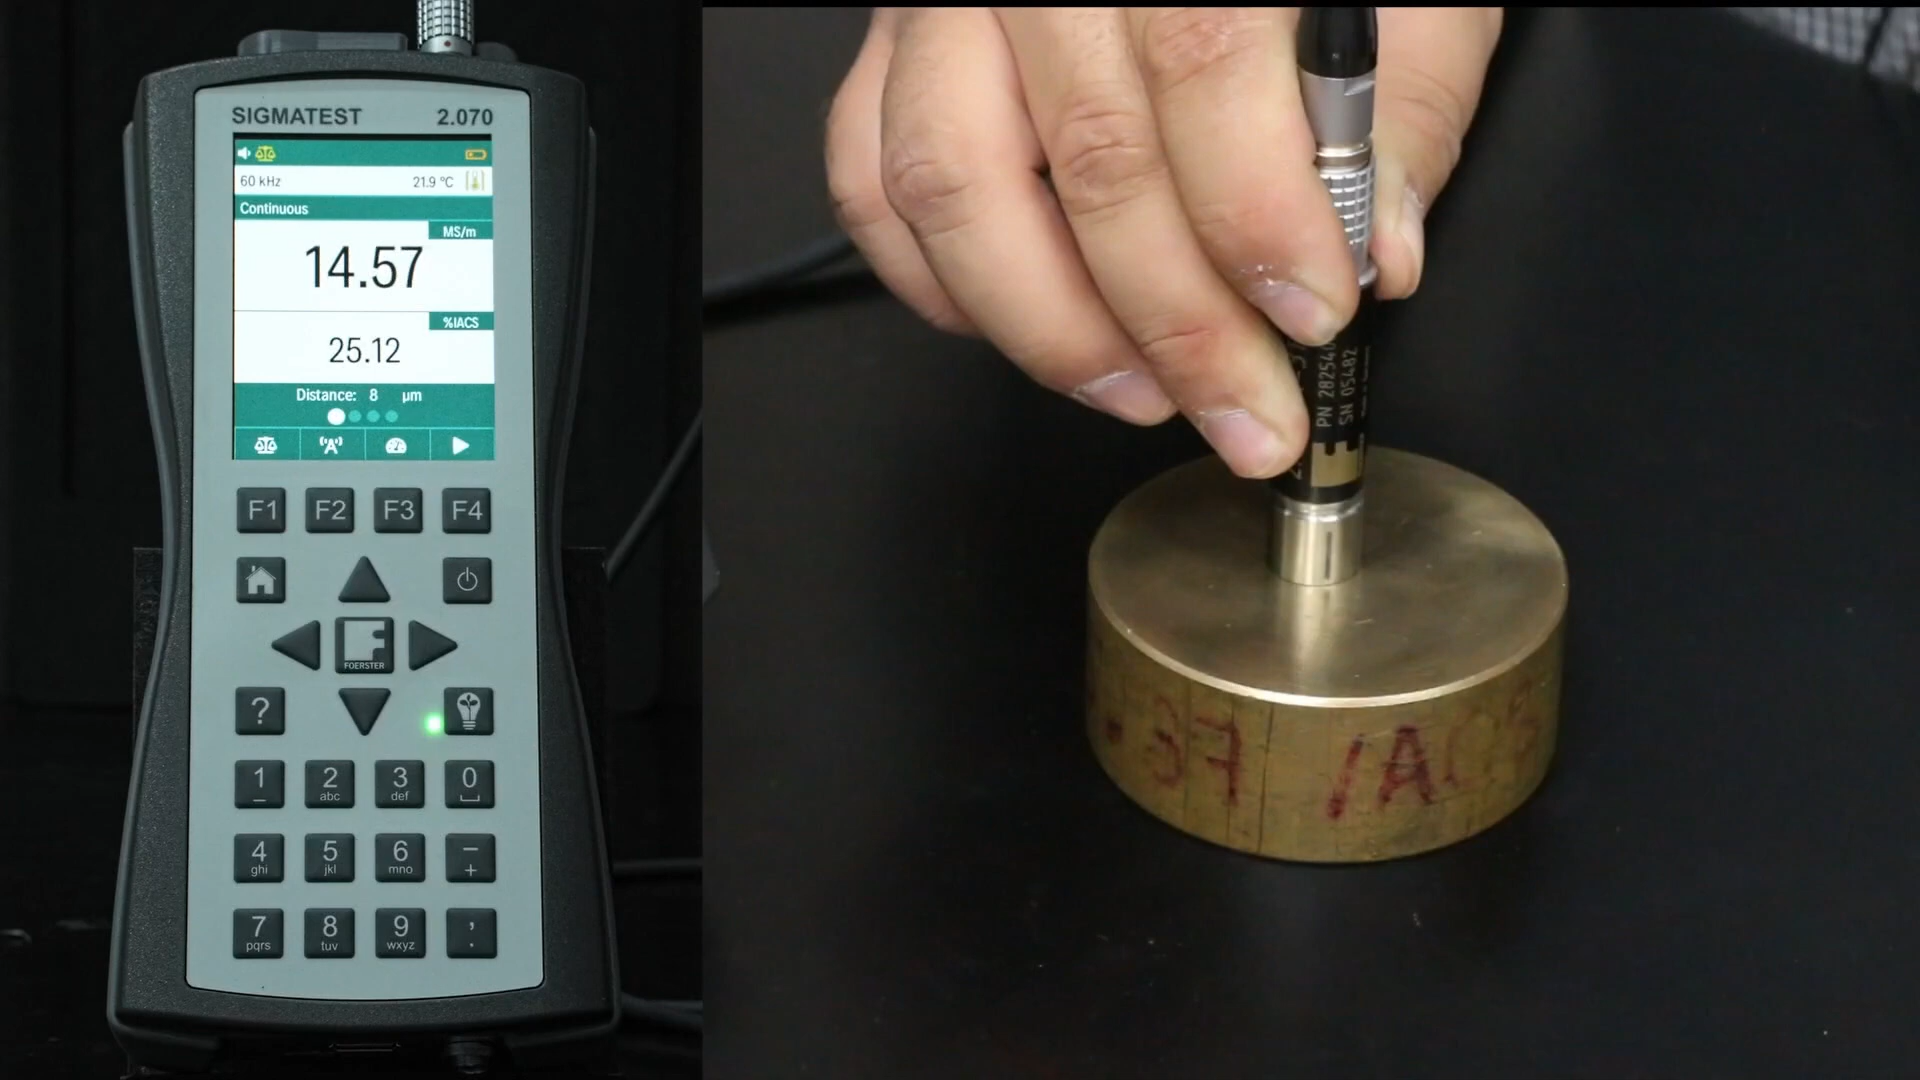 SIGMATEST 2.070
60 kHz 21.9 °C
Continuous
MS/m
14.57
%IACS
25.12
Distance: 8 µm
F1 F2 F3 F4
FOERSTER
?
1 2 3 0
_ abc def
4 5 6 −
ghi jkl mno +
7 8 9 ,
pqrs tuv wxyz .
PN 28254
SN 05482
.37 IACS